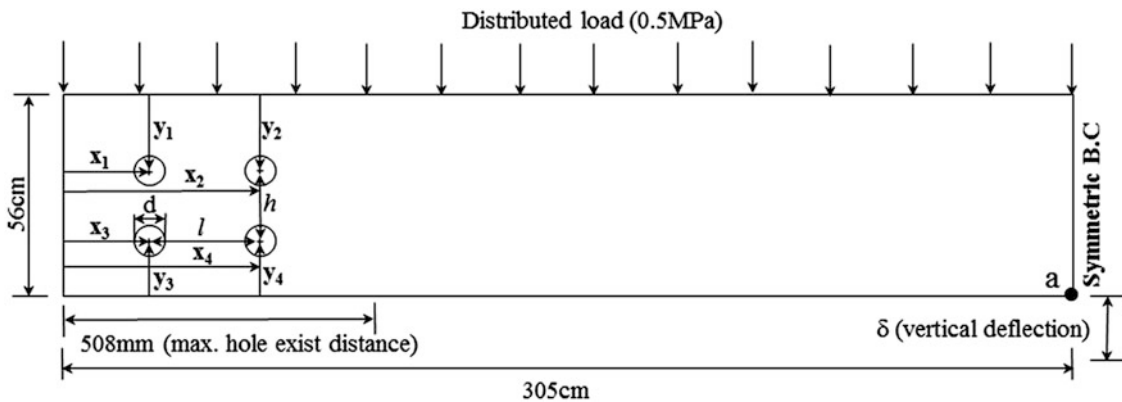 Distributed load (0.5MPa)
y₁
y₂
x₁
x₂
d
l
h
x₃
x₄
y₃
y₄
56cm
Symmetric B.C
a
508mm (max. hole exist distance)
δ (vertical deflection)
305cm